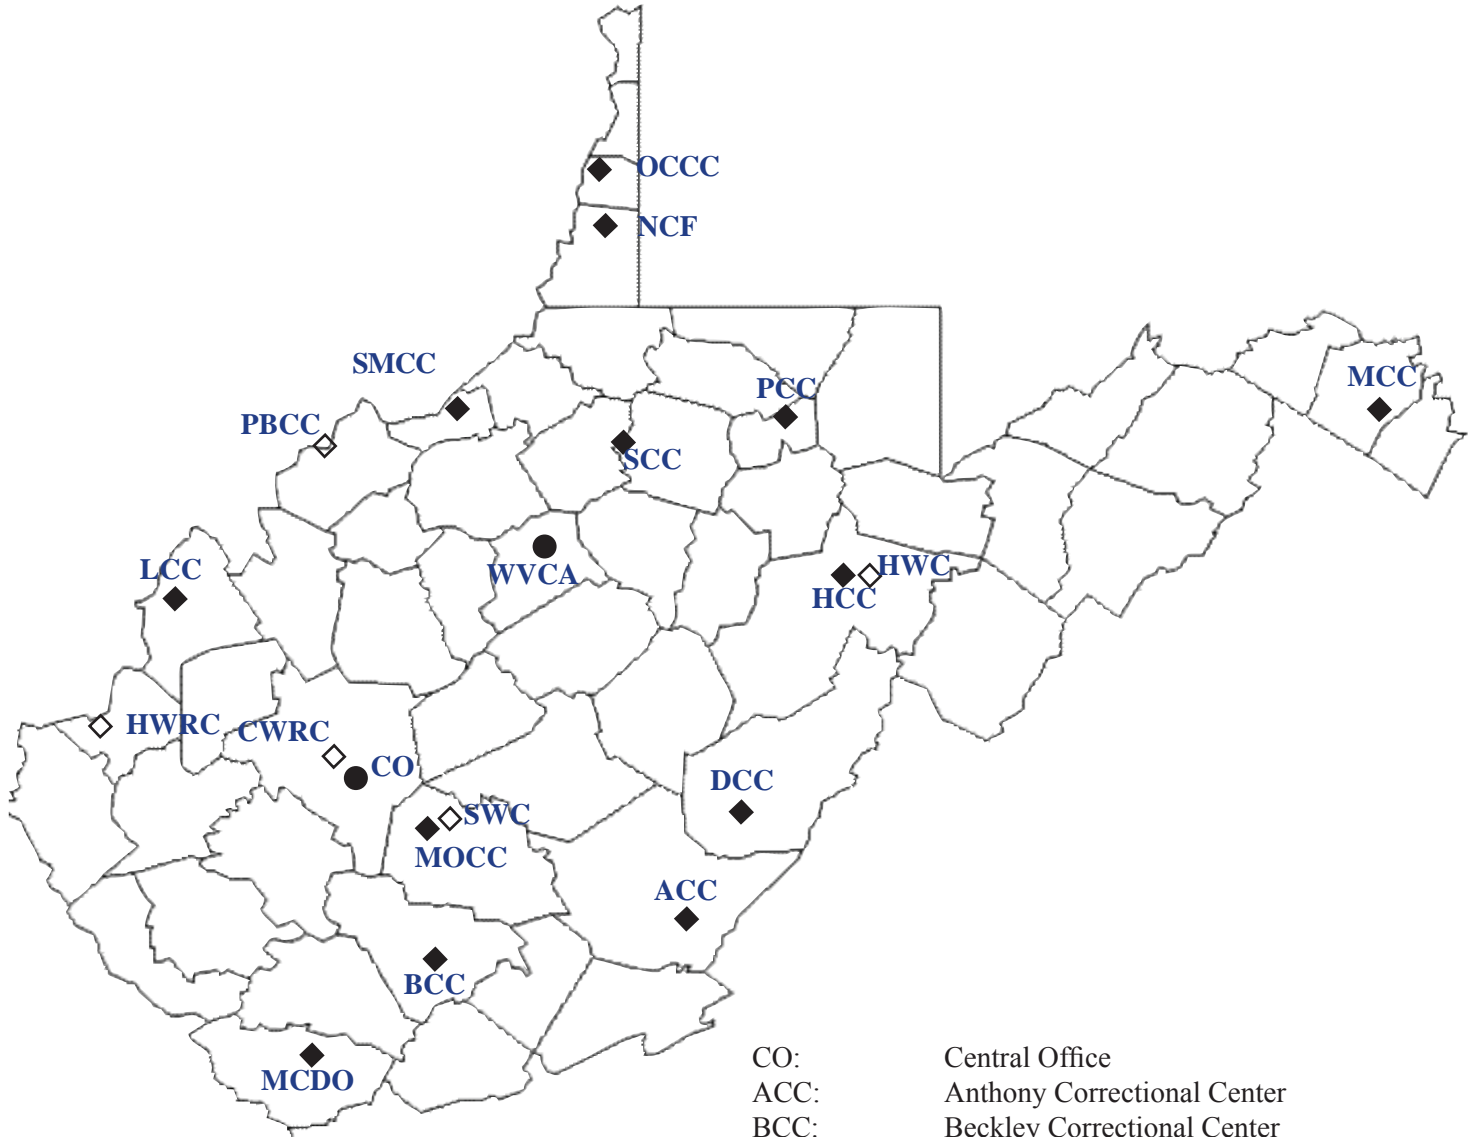 OCCC
NCF
SMCC
MCC
PCC
PBCC
SCC
WVCA
HWC
LCC
HCC
HWRC
CWRC
CO
DCC
SWC
MOCC
ACC
BCC
MCDO
CO: Central Office
ACC: Anthony Correctional Center
BCC: Beckley Correctional Center